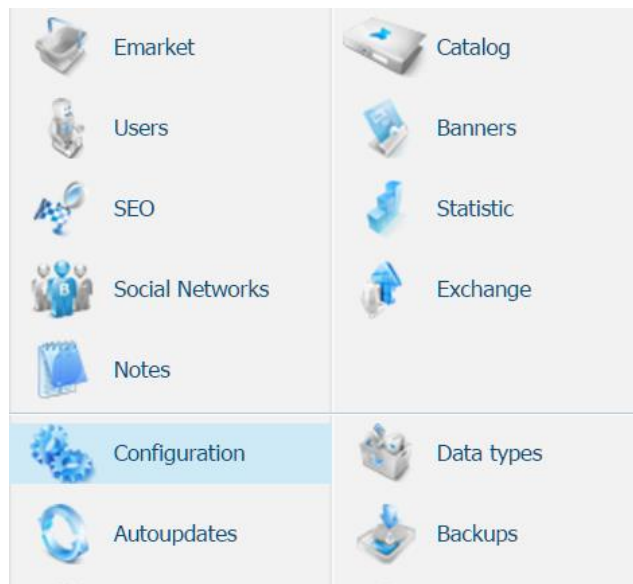 Emarket
Catalog
Users
Banners
SEO
Statistic
Social Networks
Exchange
Notes
Configuration
Data types
Autoupdates
Backups